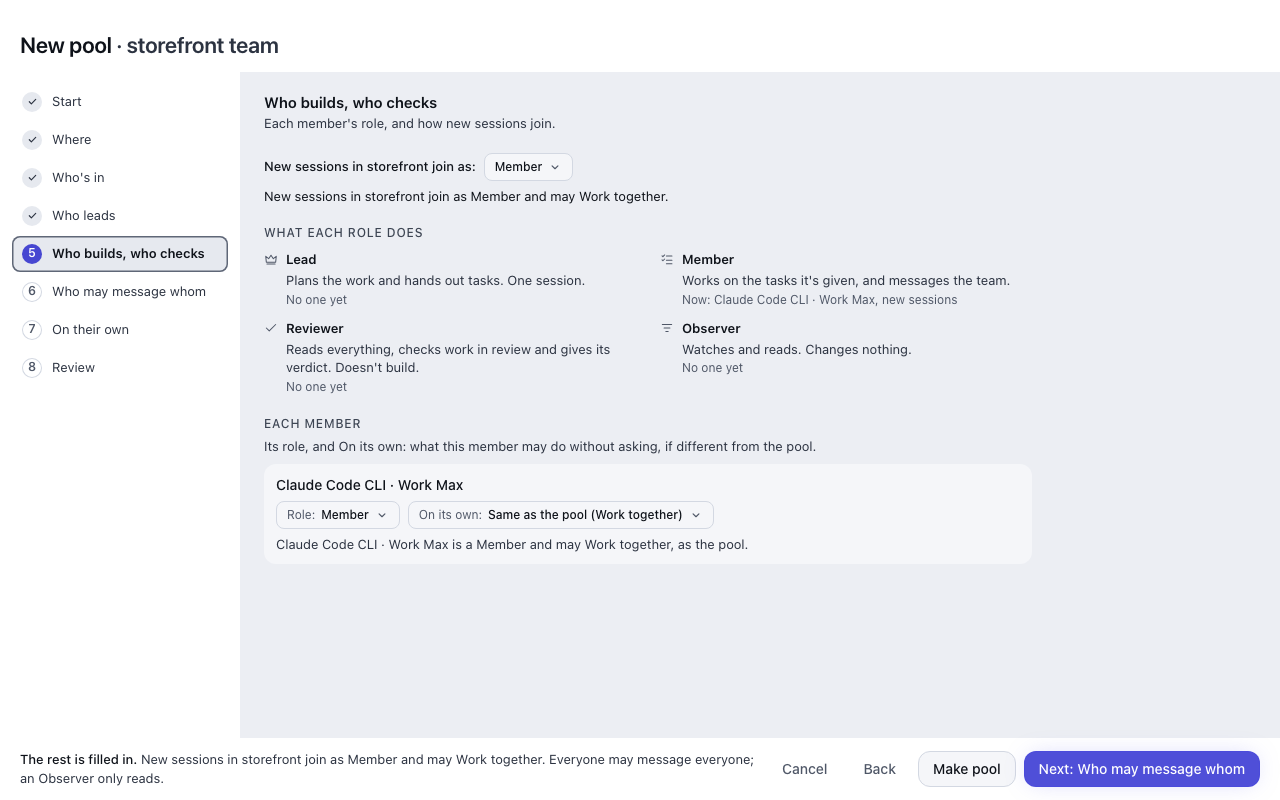 New pool · storefront team
Start
Where
Who's in
Who leads
5 Who builds, who checks
6 Who may message whom
7 On their own
8 Review
Who builds, who checks
Each member's role, and how new sessions join.
New sessions in storefront join as: Member
New sessions in storefront join as Member and may Work together.
WHAT EACH ROLE DOES
Lead
Plans the work and hands out tasks. One session.
No one yet
Member
Works on the tasks it's given, and messages the team.
Now: Claude Code CLI · Work Max, new sessions
Reviewer
Reads everything, checks work in review and gives its
verdict. Doesn't build.
No one yet
Observer
Watches and reads. Changes nothing.
No one yet
EACH MEMBER
Its role, and On its own: what this member may do without asking, if different from the pool.
Claude Code CLI · Work Max
Role: Member On its own: Same as the pool (Work together)
Claude Code CLI · Work Max is a Member and may Work together, as the pool.
The rest is filled in. New sessions in storefront join as Member and may Work together. Everyone may message everyone;
an Observer only reads.
Cancel Back Make pool Next: Who may message whom